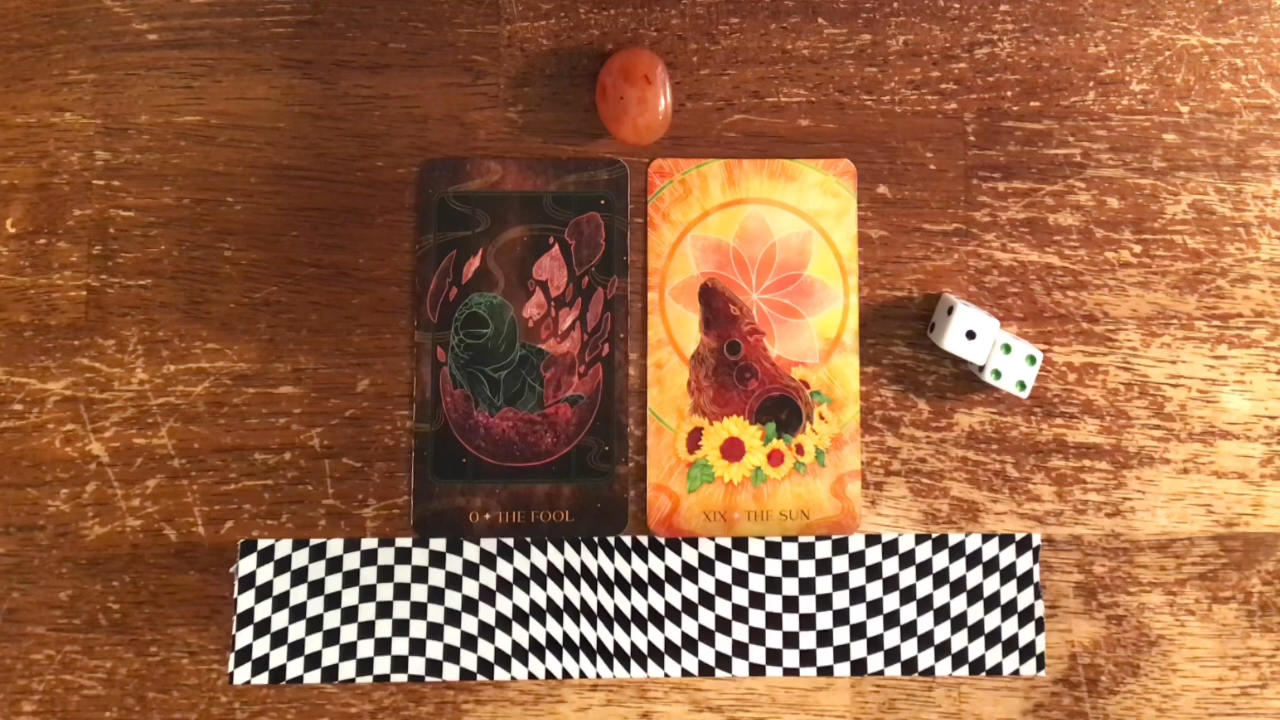 0 ✦ THE FOOL
XIX ✦ THE SUN